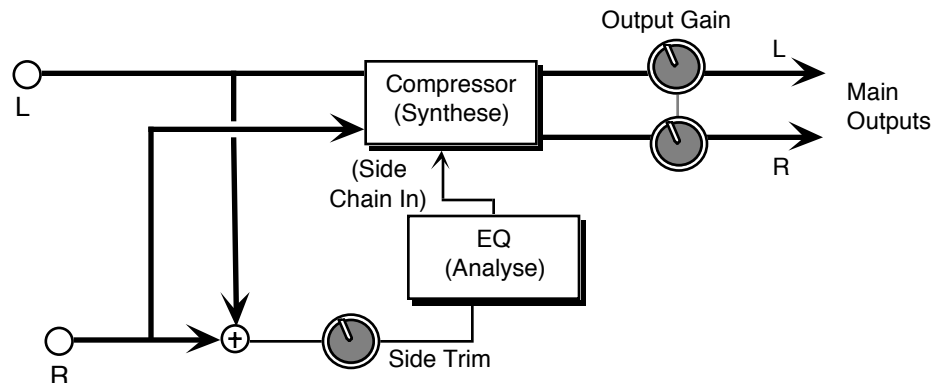 Output Gain
L
L
Compressor
(Synthese)
Main
Outputs
R
(Side
Chain In)
EQ
(Analyse)
+
Side Trim
R